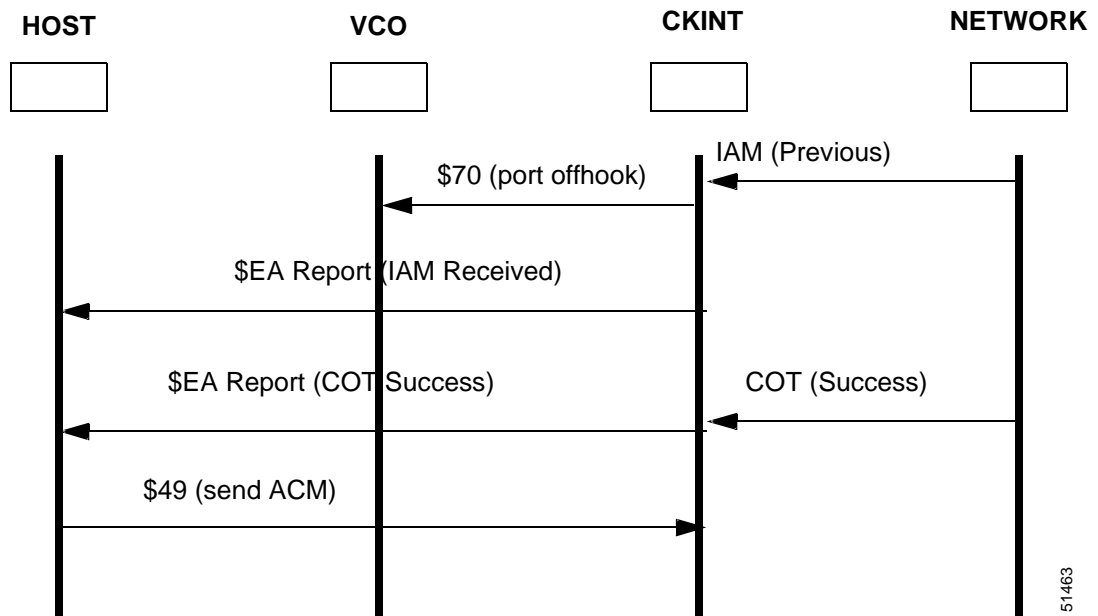 HOST
VCO
CKINT
NETWORK
IAM (Previous)
$70 (port offhook)
$EA Report (IAM Received)
$EA Report (COT Success)
COT (Success)
$49 (send ACM)
51463